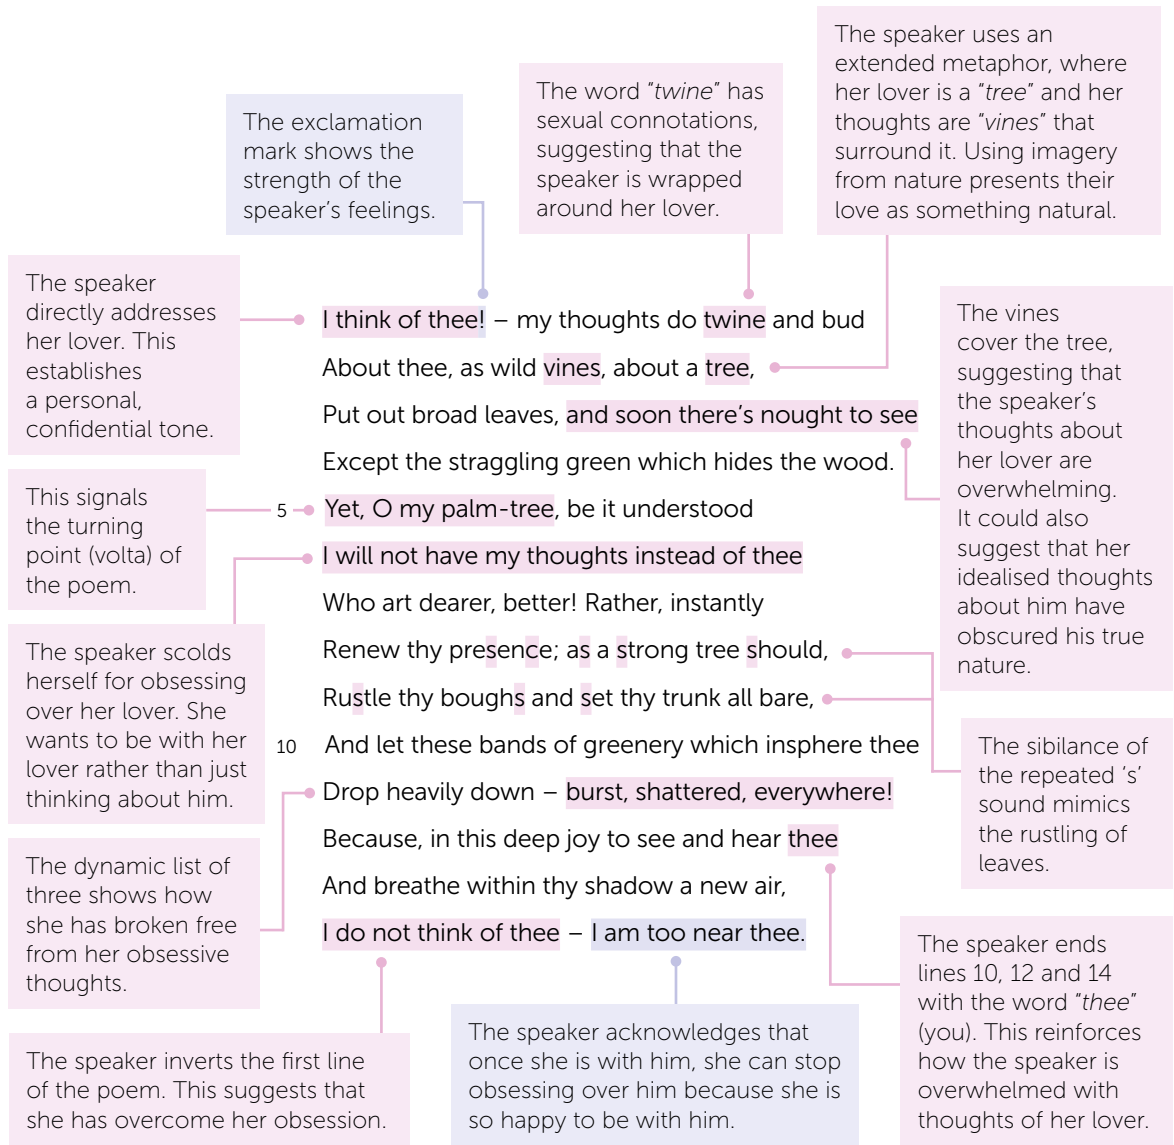 The speaker uses an
extended metaphor, where
her lover is a "tree" and her
thoughts are "vines" that
surround it. Using imagery
from nature presents their
love as something natural.
The word "twine" has
sexual connotations,
suggesting that the
speaker is wrapped
around her lover.
The exclamation
mark shows the
strength of the
speaker's feelings.
The speaker
directly addresses
her lover. This
establishes
a personal,
confidential tone.
This signals
the turning
point (volta) of
the poem.
The speaker scolds
herself for obsessing
over her lover. She
wants to be with her
lover rather than just
thinking about him.
The dynamic list of
three shows how
she has broken free
from her obsessive
thoughts.
I think of thee! – my thoughts do twine and bud
About thee, as wild vines, about a tree,
Put out broad leaves, and soon there's nought to see
Except the straggling green which hides the wood.
5 Yet, O my palm-tree, be it understood
I will not have my thoughts instead of thee
Who art dearer, better! Rather, instantly
Renew thy presence; as a strong tree should,
Rustle thy boughs and set thy trunk all bare,
10 And let these bands of greenery which insphere thee
Drop heavily down – burst, shattered, everywhere!
Because, in this deep joy to see and hear thee
And breathe within thy shadow a new air,
I do not think of thee – I am too near thee.
The vines
cover the tree,
suggesting that
the speaker's
thoughts about
her lover are
overwhelming.
It could also
suggest that her
idealised thoughts
about him have
obscured his true
nature.
The sibilance of
the repeated 's'
sound mimics
the rustling of
leaves.
The speaker ends
lines 10, 12 and 14
with the word "thee"
(you). This reinforces
how the speaker is
overwhelmed with
thoughts of her lover.
The speaker inverts the first line
of the poem. This suggests that
she has overcome her obsession.
The speaker acknowledges that
once she is with him, she can stop
obsessing over him because she is
so happy to be with him.